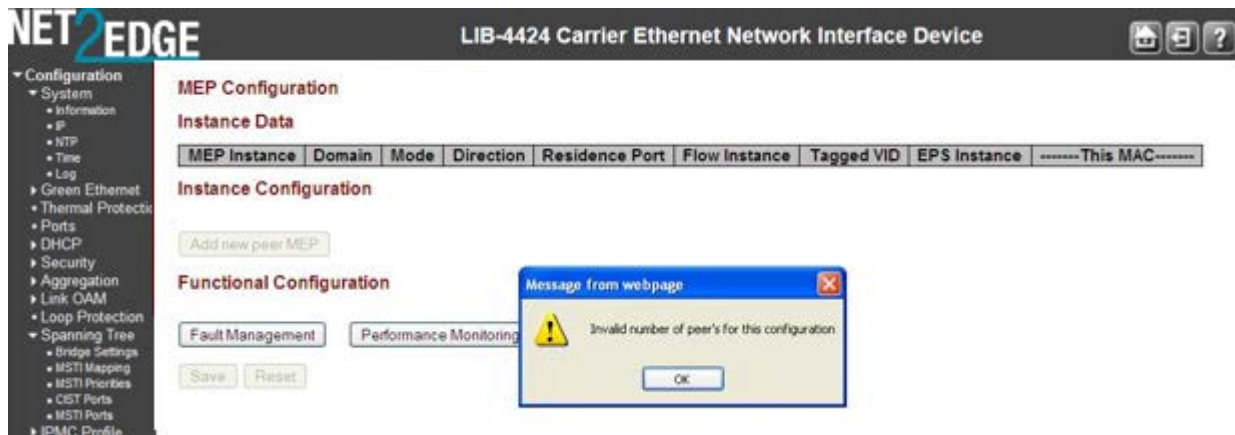 NET2EDGE
LIB-4424 Carrier Ethernet Network Interface Device
?
Configuration
System
Information
IP
NTP
Time
Log
Green Ethernet
Thermal Protectic
Ports
DHCP
Security
Aggregation
Link OAM
Loop Protection
Spanning Tree
Bridge Settings
MSTI Mapping
MSTI Priorities
CIST Ports
MSTI Ports
IPMC Profile
MEP Configuration
Instance Data
MEP Instance Domain Mode Direction Residence Port Flow Instance Tagged VID EPS Instance -------This MAC-------
Instance Configuration
Add new peer MEP
Functional Configuration
Fault Management Performance Monitoring
Save Reset
Message from webpage
Invalid number of peer's for this configuration
OK